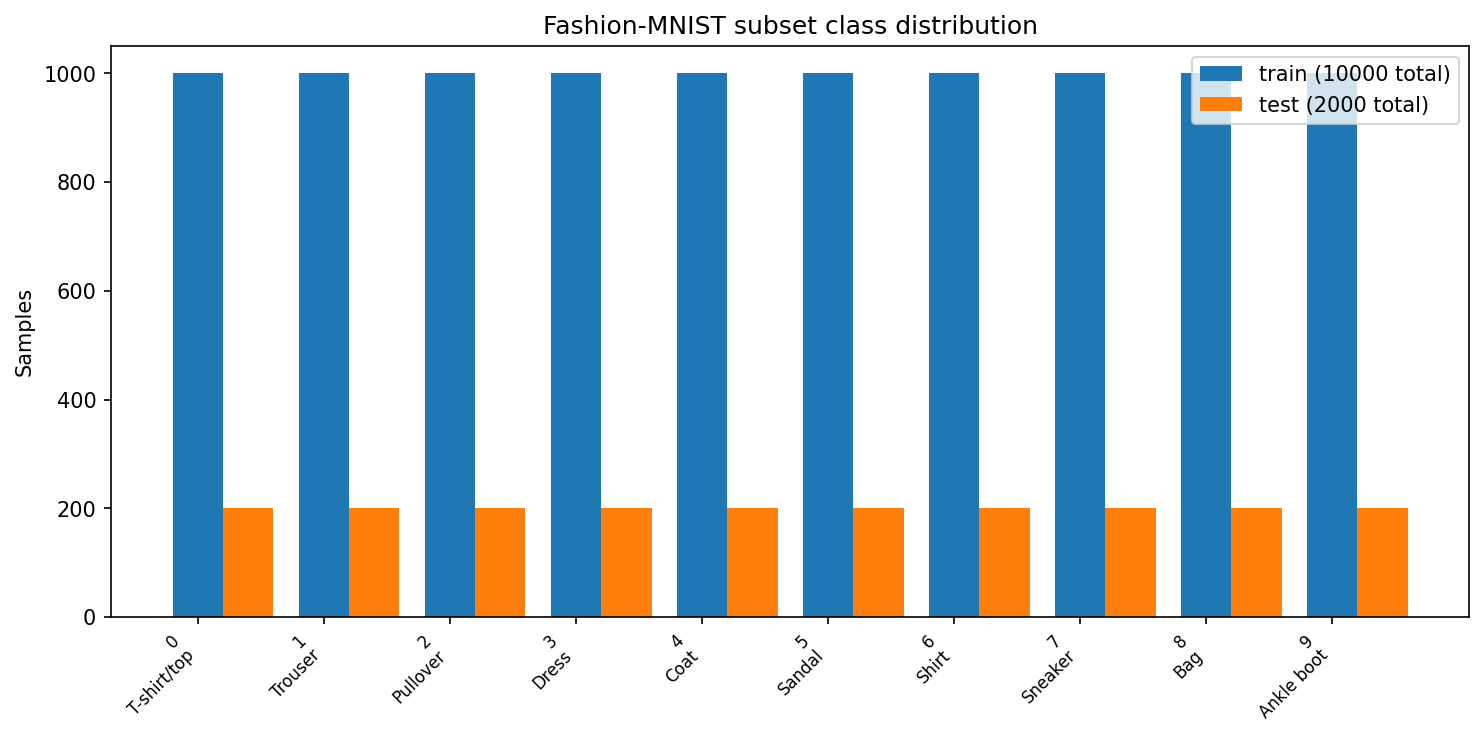 Fashion-MNIST subset class distribution
train (10000 total)
test (2000 total)
Samples
1000
800
600
400
200
0
0
T-shirt/top
1
Trouser
2
Pullover
3
Dress
4
Coat
5
Sandal
6
Shirt
7
Sneaker
8
Bag
9
Ankle boot